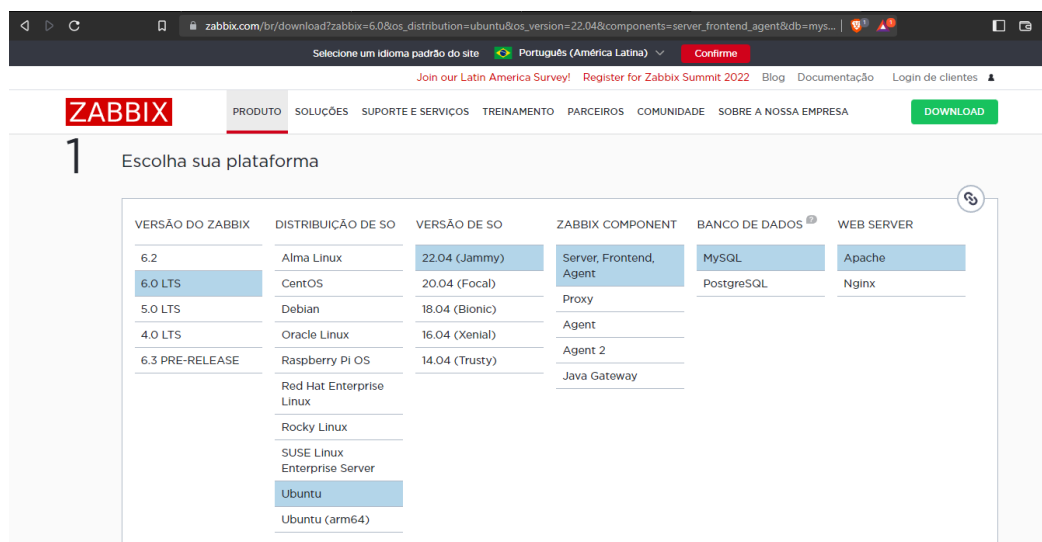 zabbix.com/br/download?zabbix=6.0&os_distribution=ubuntu&os_version=22.04&components=server_frontend_agent&db=mys...
1
4
Selecione um idioma padrão do site Português (América Latina) Confirme
Join our Latin America Survey! Register for Zabbix Summit 2022 Blog Documentação Login de clientes
ZABBIX PRODUTO SOLUÇÕES SUPORTE E SERVIÇOS TREINAMENTO PARCEIROS COMUNIDADE SOBRE A NOSSA EMPRESA DOWNLOAD
1 Escolha sua plataforma
VERSÃO DO ZABBIX
6.2
6.0 LTS
5.0 LTS
4.0 LTS
6.3 PRE-RELEASE
DISTRIBUIÇÃO DE SO
Alma Linux
CentOS
Debian
Oracle Linux
Raspberry Pi OS
Red Hat Enterprise
Linux
Rocky Linux
SUSE Linux
Enterprise Server
Ubuntu
Ubuntu (arm64)
VERSÃO DE SO
22.04 (Jammy)
20.04 (Focal)
18.04 (Bionic)
16.04 (Xenial)
14.04 (Trusty)
ZABBIX COMPONENT
Server, Frontend,
Agent
Proxy
Agent
Agent 2
Java Gateway
BANCO DE DADOS ?
MySQL
PostgreSQL
WEB SERVER
Apache
Nginx